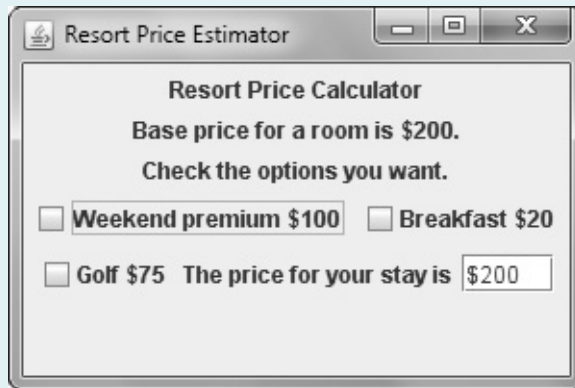 Resort Price Estimator
Resort Price Calculator
Base price for a room is $200.
Check the options you want.
Weekend premium $100 Breakfast $20
Golf $75 The price for your stay is $200